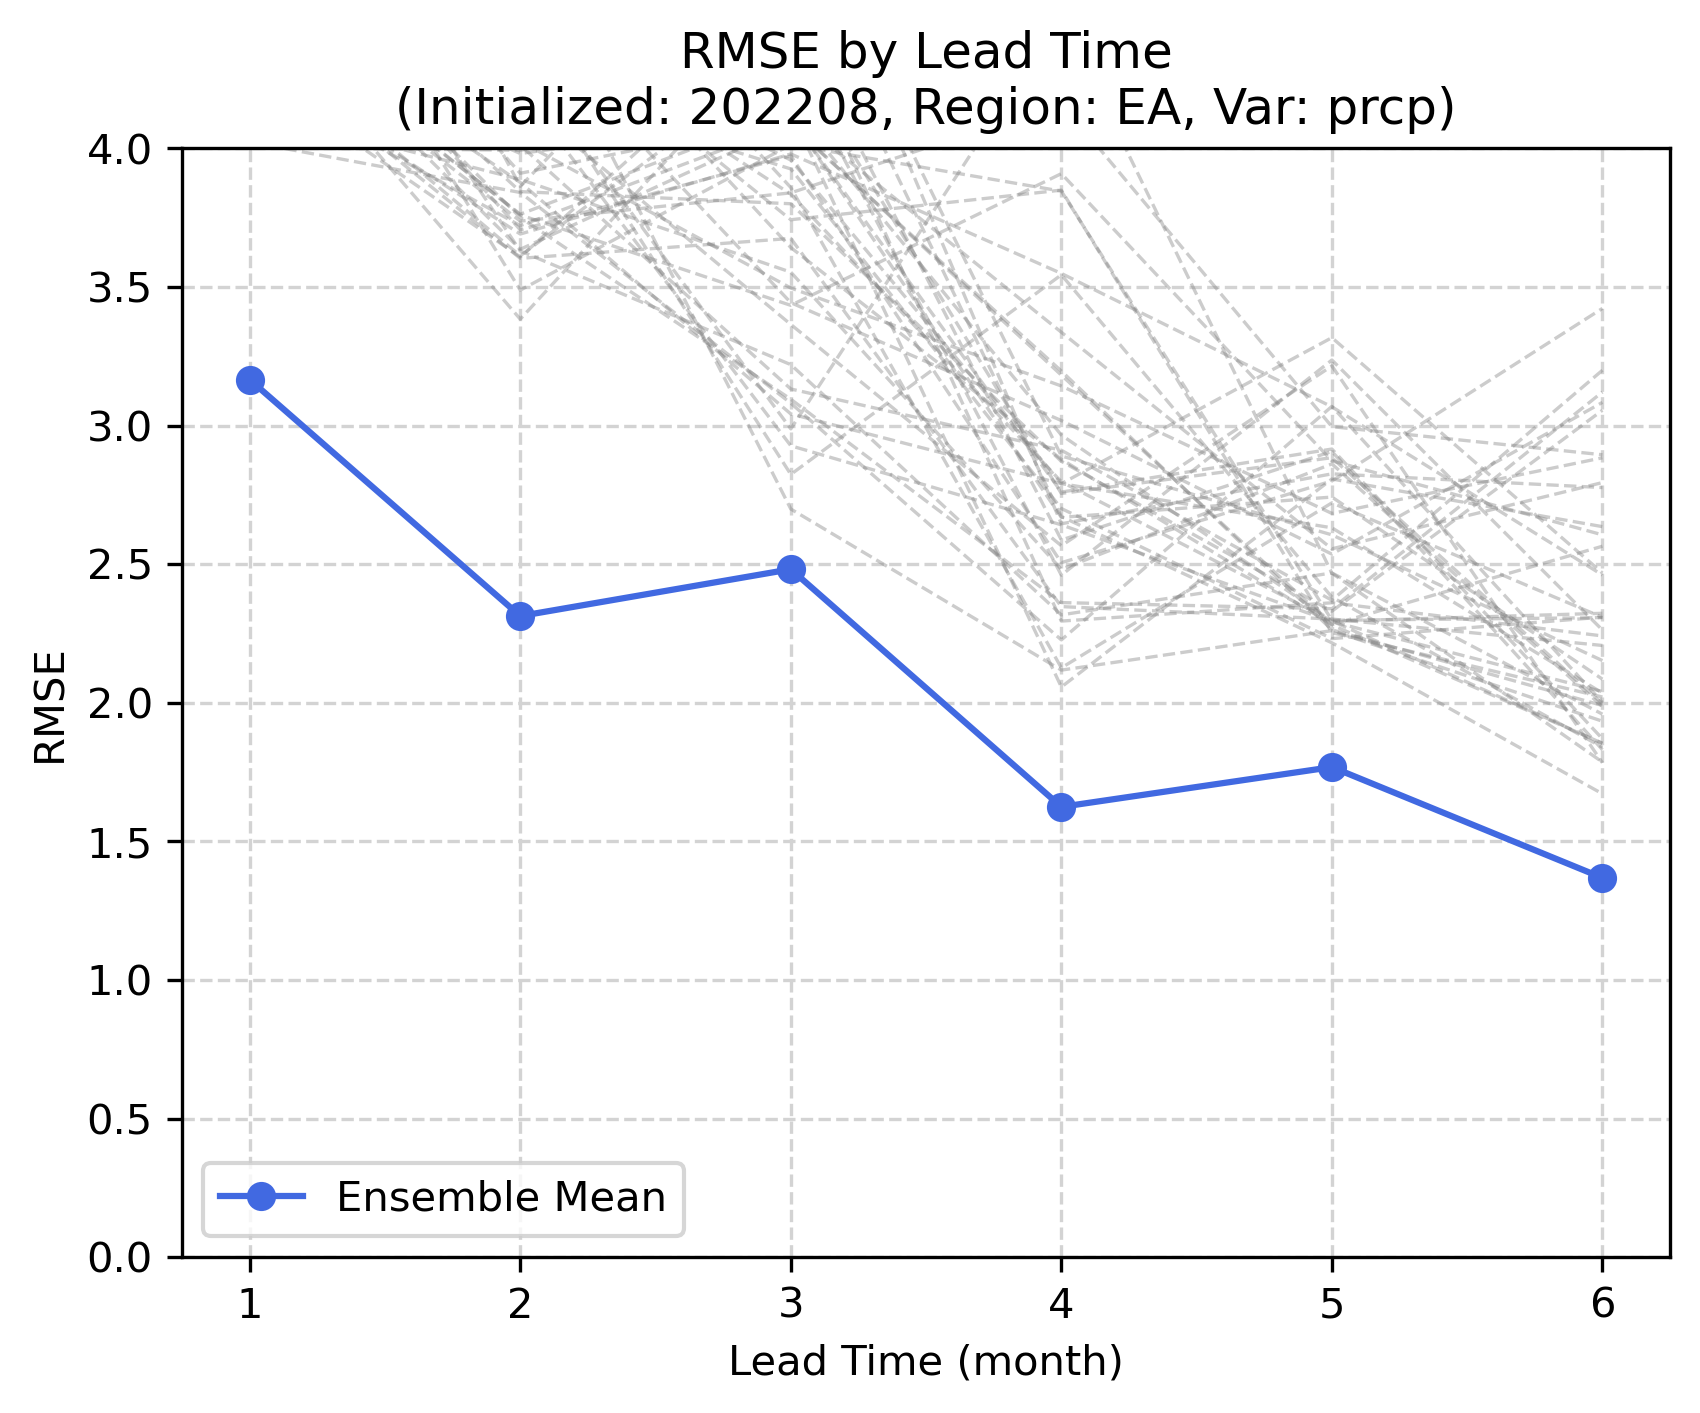 RMSE by Lead Time
(Initialized: 202208, Region: EA, Var: prcp)
4.0
3.5
3.0
2.5
2.0
1.5
1.0
0.5
0.0
RMSE
Ensemble Mean
1 2 3 4 5 6
Lead Time (month)